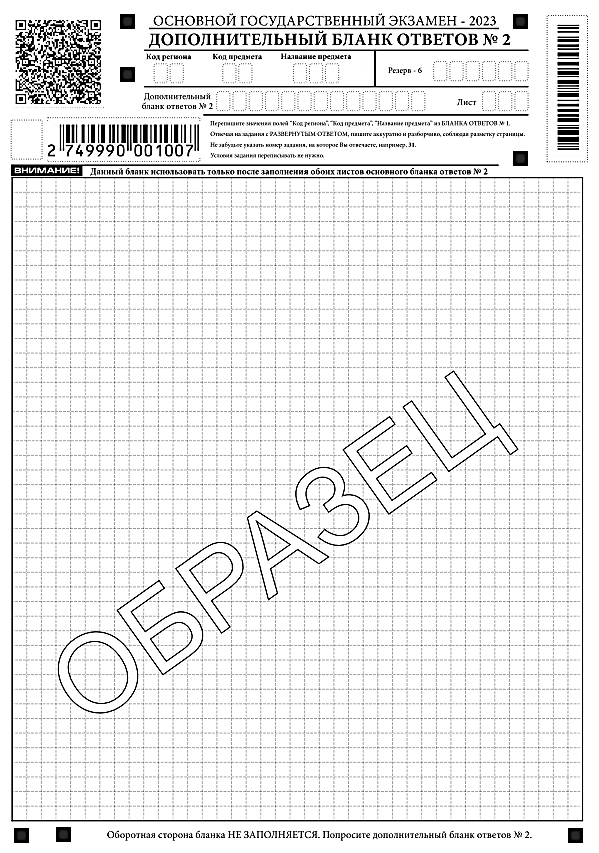 ОСНОВНОЙ ГОСУДАРСТВЕННЫЙ ЭКЗАМЕН - 2023
ДОПОЛНИТЕЛЬНЫЙ БЛАНК ОТВЕТОВ № 2
Код региона Код предмета Название предмета
Резерв - 6
Дополнительный
бланк ответов № 2
Лист
2 749990 001007
Перепишите значения полей "Код региона", "Код предмета", "Название предмета" из БЛАНКА ОТВЕТОВ № 1.
Отвечая на задания с РАЗВЕРНУТЫМ ОТВЕТОМ, пишите аккуратно и разборчиво, соблюдая разметку страницы.
Не забудьте указать номер задания, на которое Вы отвечаете, например, 31.
Условия задания переписывать не нужно.
ВНИМАНИЕ! Данный бланк использовать только после заполнения обоих листов основного бланка ответов № 2
ОБРАЗЕЦ
Оборотная сторона бланка НЕ ЗАПОЛНЯЕТСЯ. Попросите дополнительный бланк ответов № 2.